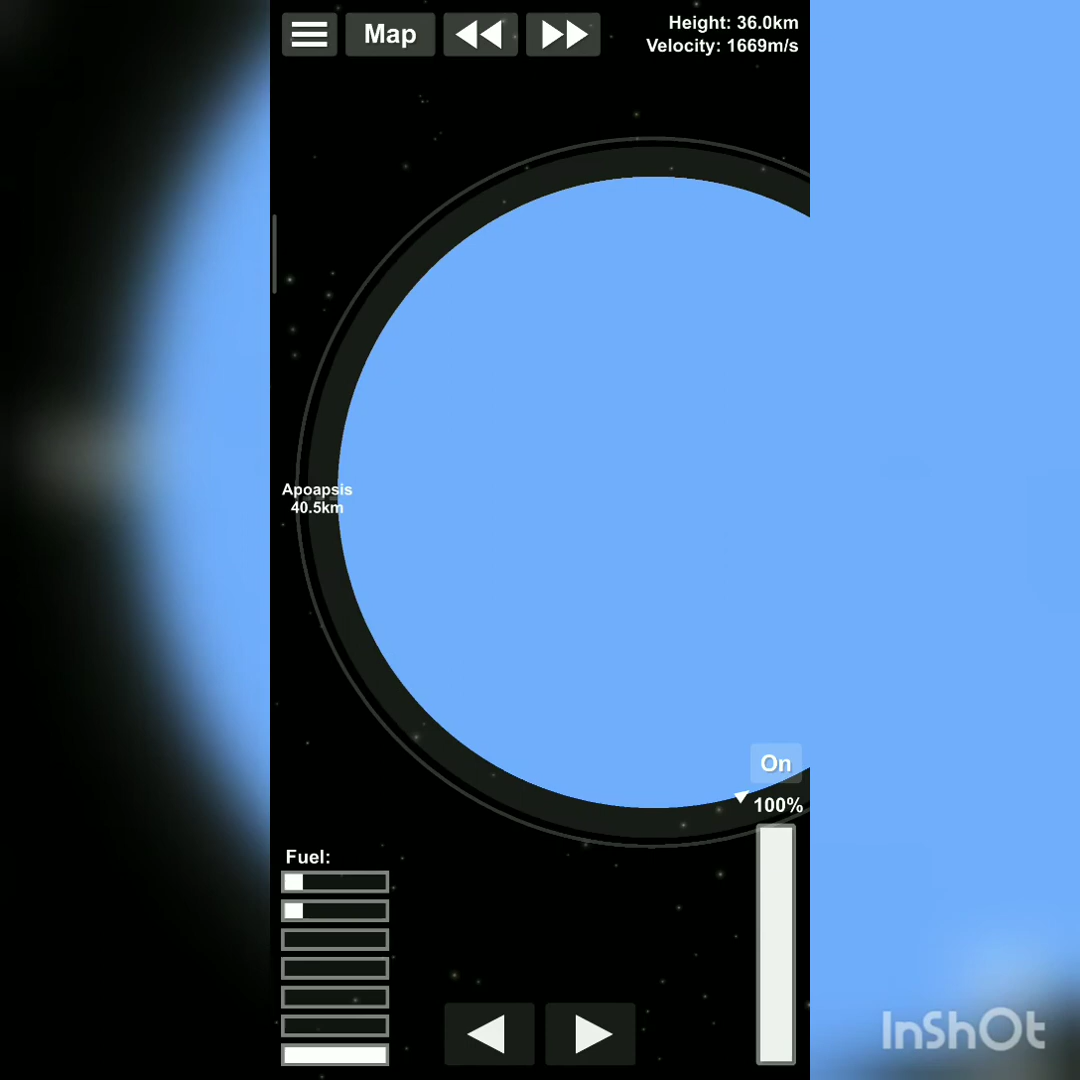 Map
Height: 36.0km
Velocity: 1669m/s
Apoapsis
40.5km
On
100%
Fuel:
InShOt